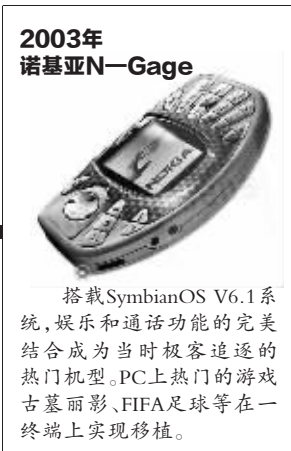 2003年
诺基亚N—Gage
NOKIA
搭载SymbianOS V6.1系
统,娱乐和通话功能的完美
结合成为当时极客追逐的
热门机型。PC上热门的游戏
古墓丽影、FIFA足球等在一
终端上实现移植。